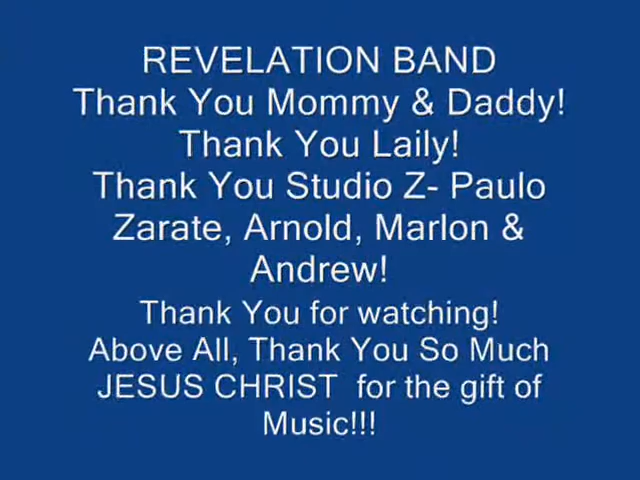 REVELATION BAND
Thank You Mommy & Daddy!
Thank You Laily!
Thank You Studio Z- Paulo
Zarate, Arnold, Marlon &
Andrew!
Thank You for watching!
Above All, Thank You So Much
JESUS CHRIST  for the gift of
Music!!!